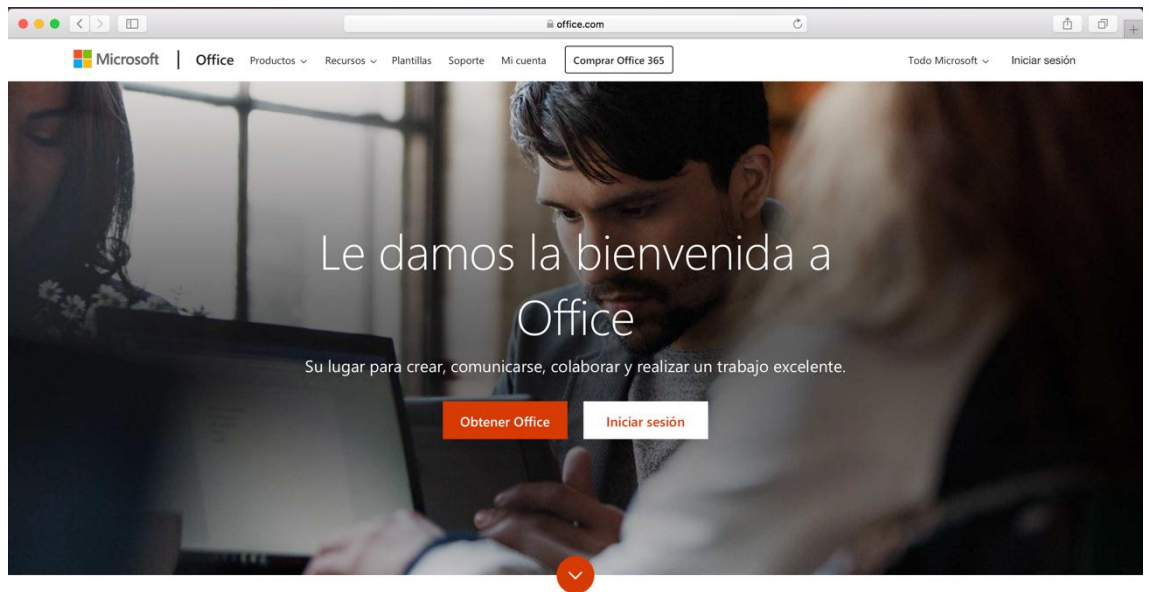 office.com
Microsoft | Office Productos Recursos Plantillas Soporte Mi cuenta Comprar Office 365 Todo Microsoft Iniciar sesión
Le damos la bienvenida a
Office
Su lugar para crear, comunicarse, colaborar y realizar un trabajo excelente.
Obtener Office Iniciar sesión